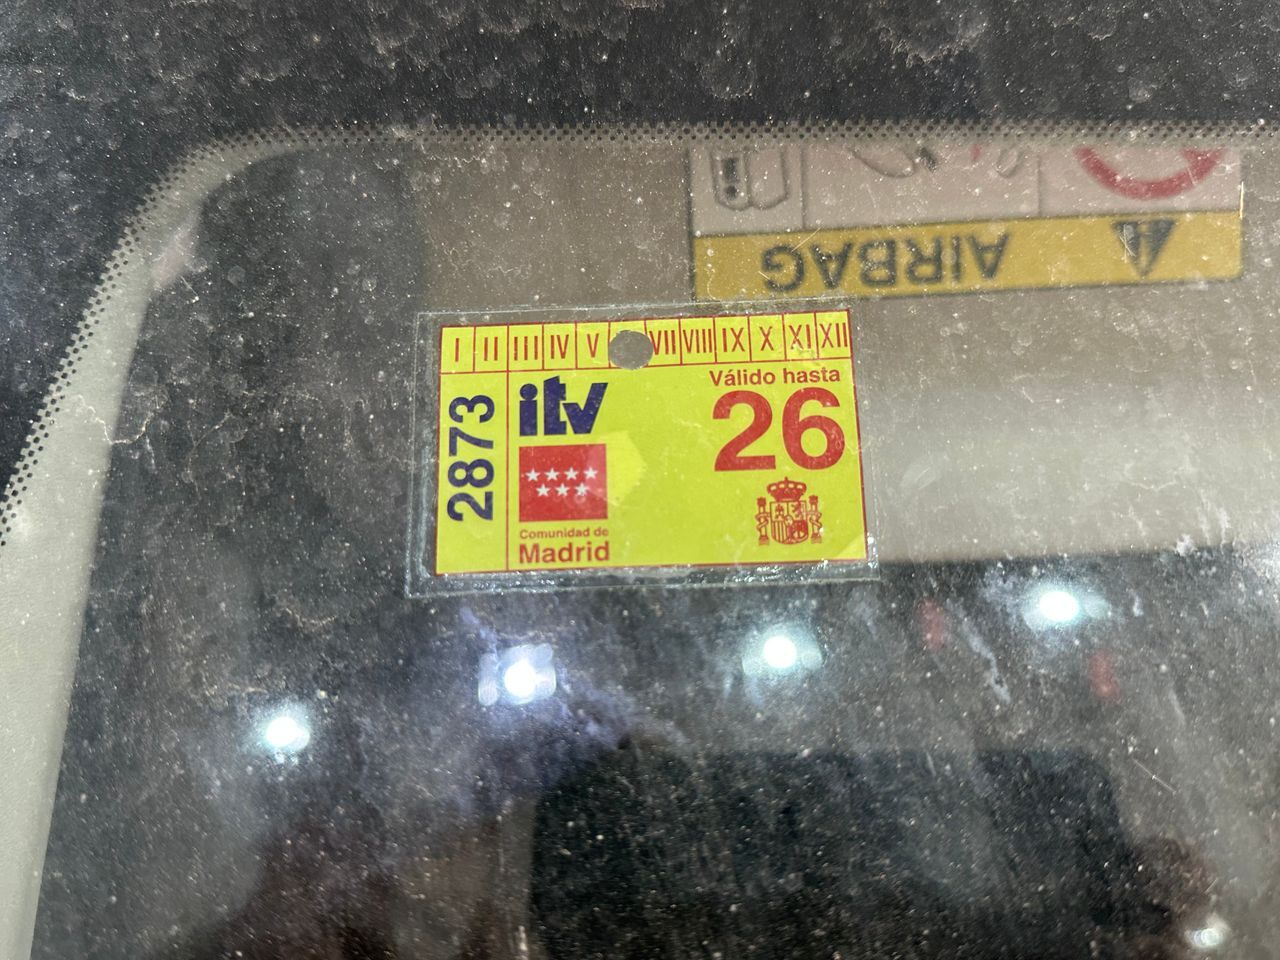 AIRBAG
I II III IV V VII VIII IX X XI XII
2873
itv
Válido hasta
26
Comunidad de
Madrid